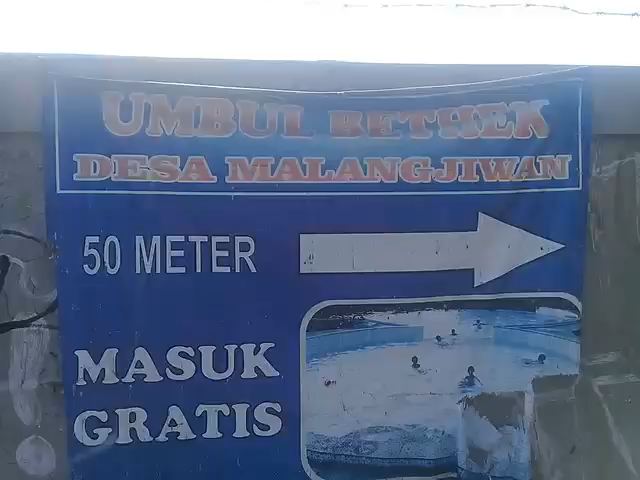 UMBUL BETHEK
DESA MALANGJIWAN
50 METER
MASUK
GRATIS